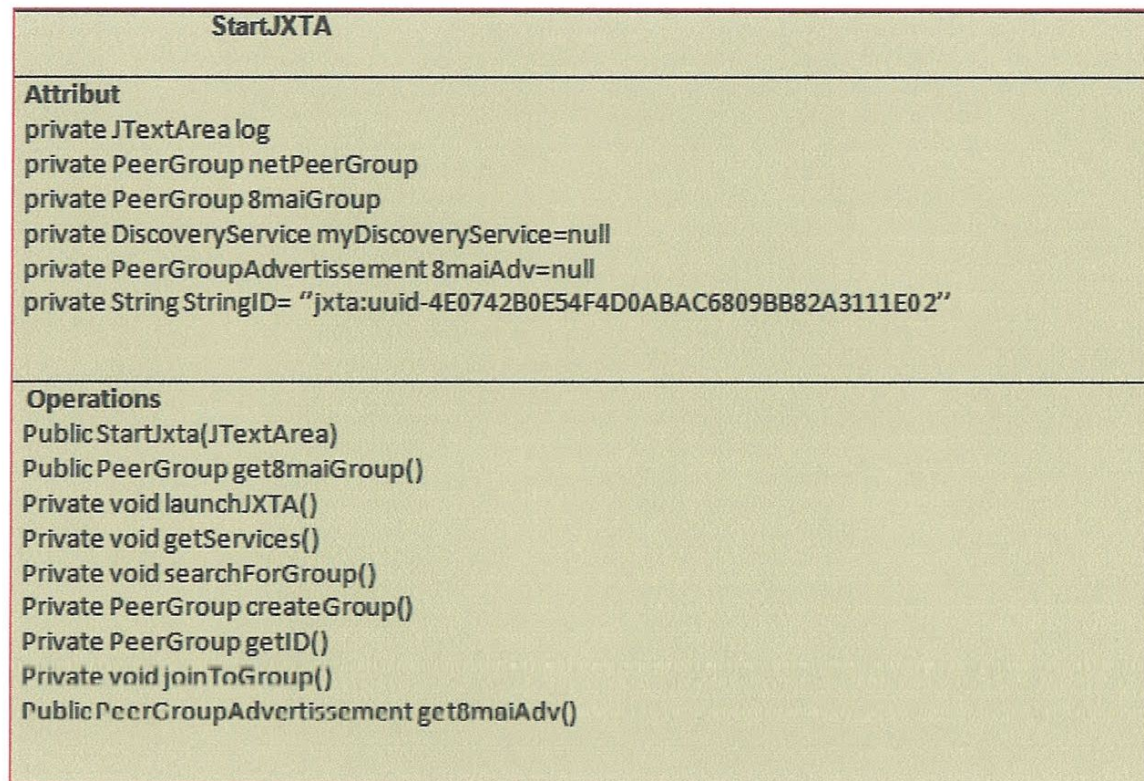 StartJXTA
Attribut
private JTextArea log
private PeerGroup netPeerGroup
private PeerGroup 8maiGroup
private DiscoveryService myDiscoveryService=null
private PeerGroupAdvertissement 8maiAdv=null
private String StringID= "jxta:uuid-4E0742B0E54F4D0ABAC6809BB82A3111E02"
Operations
Public StartJxta(JTextArea)
Public PeerGroup get8maiGroup()
Private void launchJXTA()
Private void getServices()
Private void searchForGroup()
Private PeerGroup createGroup()
Private PeerGroup getID()
Private void joinToGroup()
Public PeerGroupAdvertissement get8maiAdv()